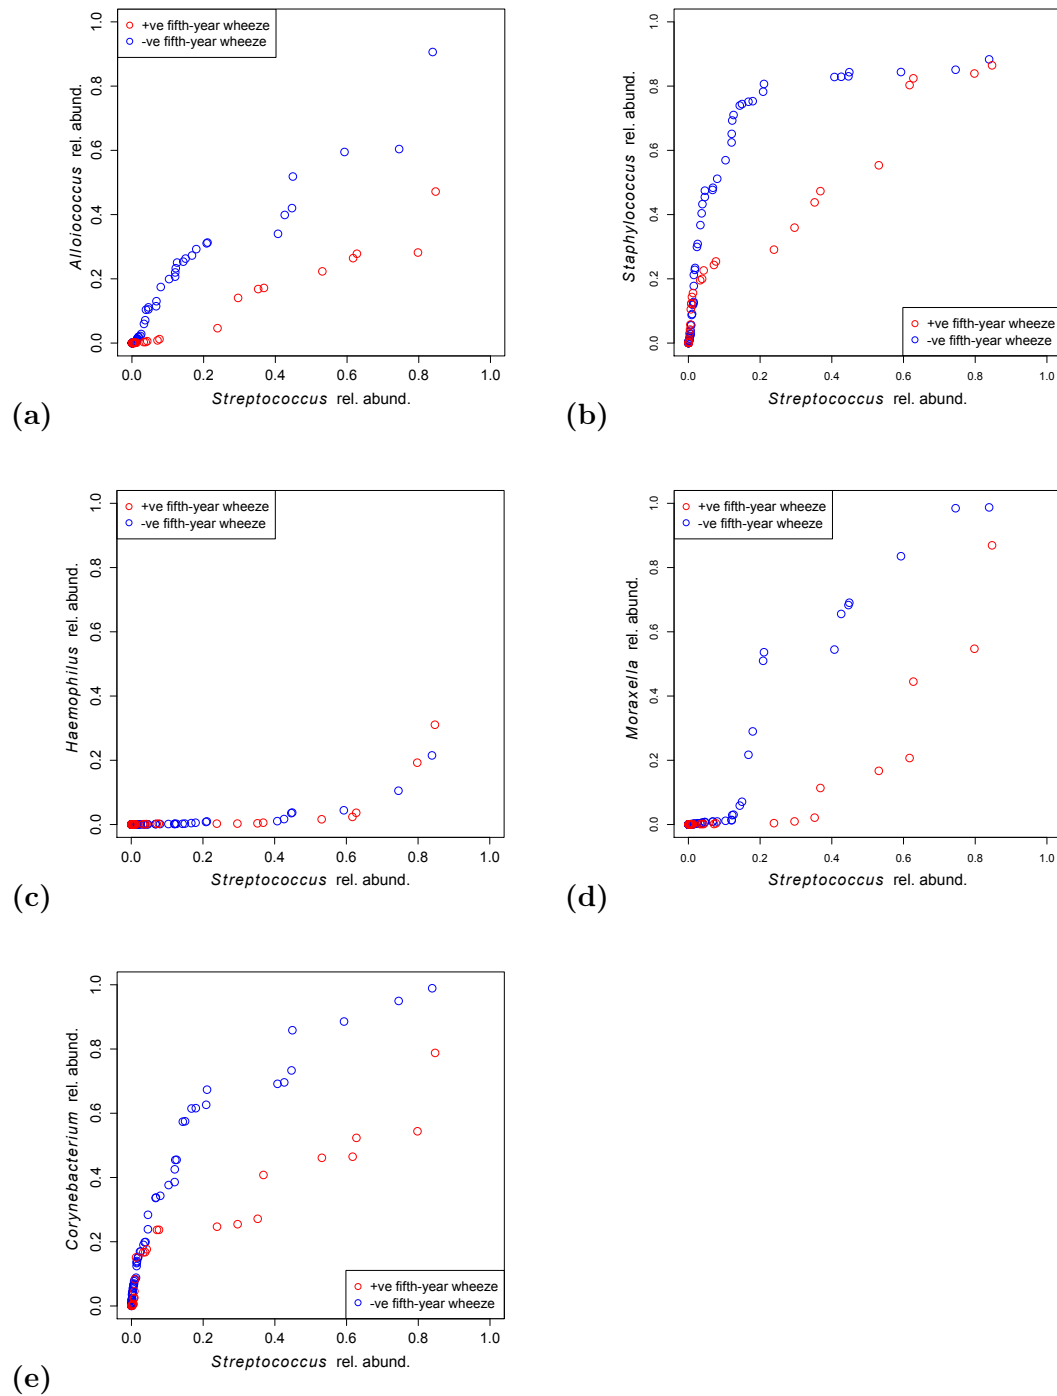 +ve fifth-year wheeze
-ve fifth-year wheeze
Alloiococcus rel. abund.
0.0 0.2 0.4 0.6 0.8 1.0
0.0 0.2 0.4 0.6 0.8 1.0
Streptococcus rel. abund.
(a)
+ve fifth-year wheeze
-ve fifth-year wheeze
Staphylococcus rel. abund.
0.0 0.2 0.4 0.6 0.8 1.0
0.0 0.2 0.4 0.6 0.8 1.0
Streptococcus rel. abund.
(b)
+ve fifth-year wheeze
-ve fifth-year wheeze
Haemophilus rel. abund.
0.0 0.2 0.4 0.6 0.8 1.0
0.0 0.2 0.4 0.6 0.8 1.0
Streptococcus rel. abund.
(c)
+ve fifth-year wheeze
-ve fifth-year wheeze
Moraxella rel. abund.
0.0 0.2 0.4 0.6 0.8 1.0
0.0 0.2 0.4 0.6 0.8 1.0
Streptococcus rel. abund.
(d)
+ve fifth-year wheeze
-ve fifth-year wheeze
Corynebacterium rel. abund.
0.0 0.2 0.4 0.6 0.8 1.0
0.0 0.2 0.4 0.6 0.8 1.0
Streptococcus rel. abund.
(e)